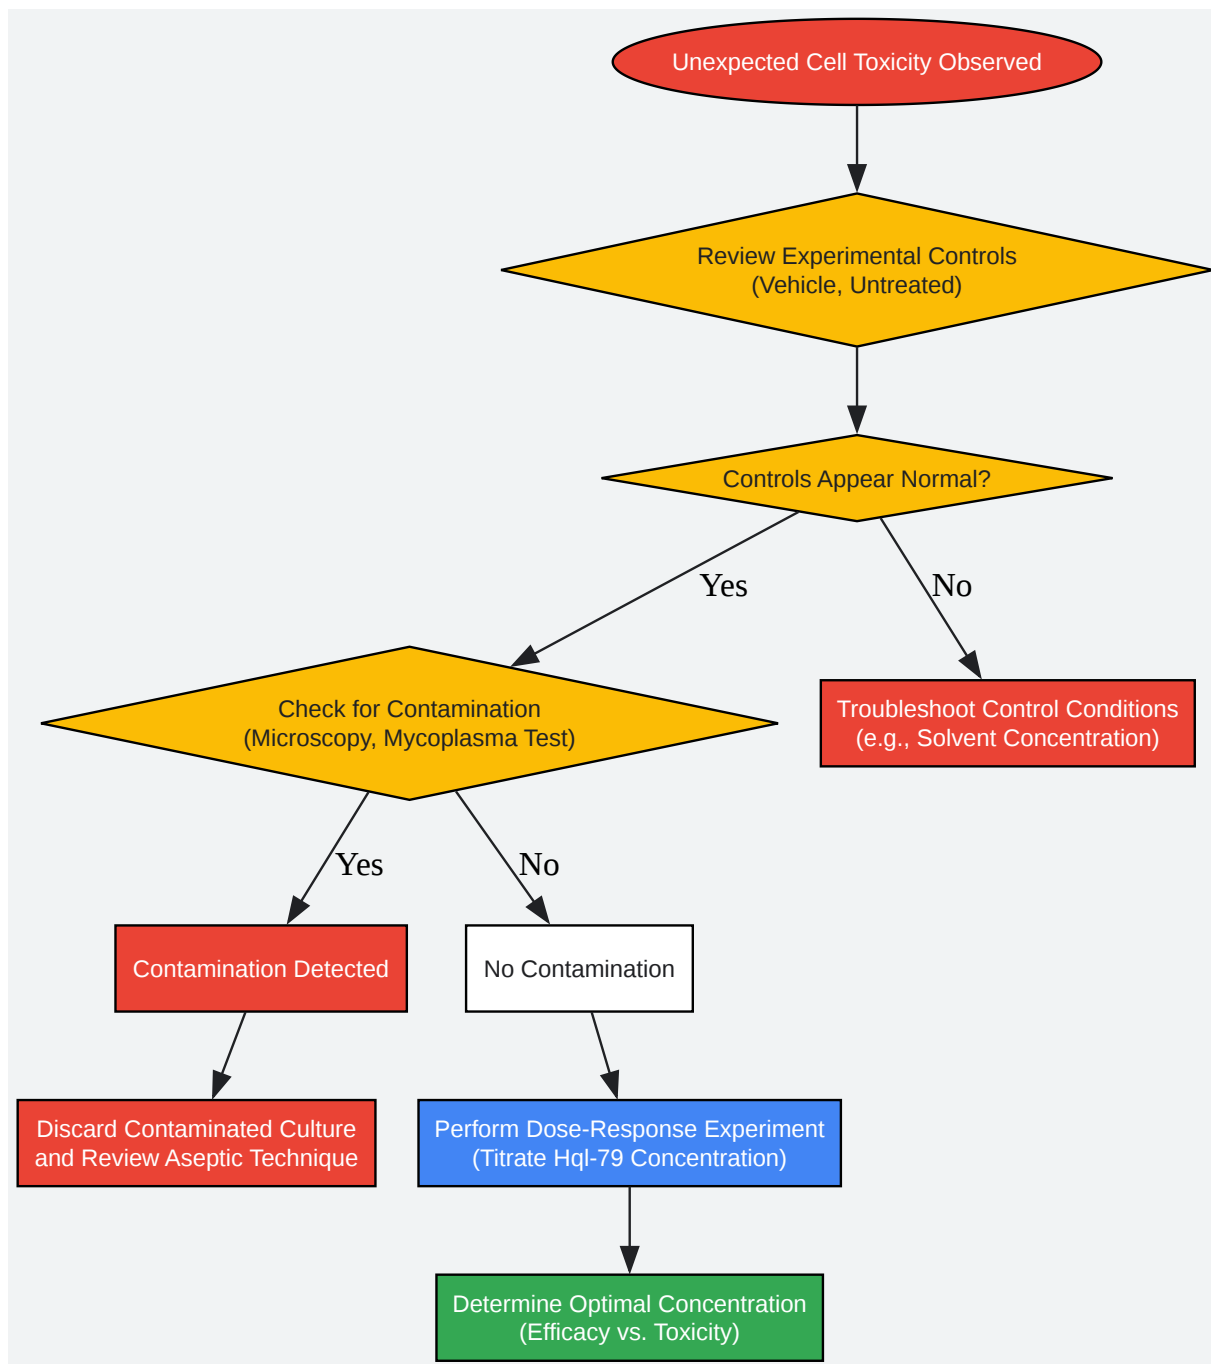 Unexpected Cell Toxicity Observed
Review Experimental Controls
(Vehicle, Untreated)
Controls Appear Normal?
Yes
No
Check for Contamination
(Microscopy, Mycoplasma Test)
Troubleshoot Control Conditions
(e.g., Solvent Concentration)
Yes
No
Contamination Detected
No Contamination
Discard Contaminated Culture
and Review Aseptic Technique
Perform Dose-Response Experiment
(Titrate Hql-79 Concentration)
Determine Optimal Concentration
(Efficacy vs. Toxicity)